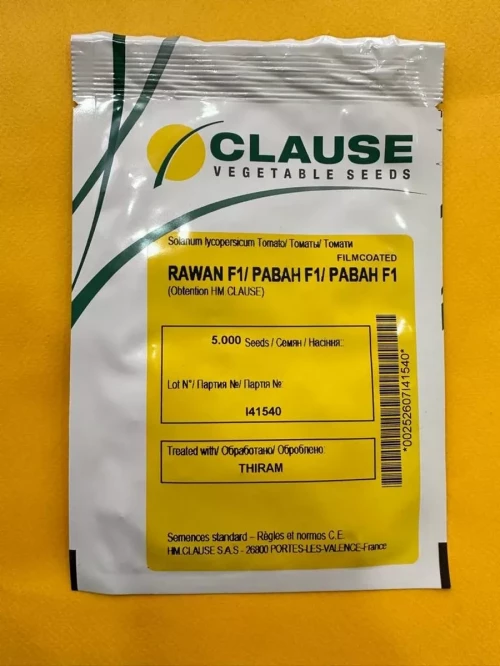 CLAUSE
VEGETABLE SEEDS
Solanum lycopersicum Tomato/ Томаты/ Томати
FILMCOATED
RAWAN F1/ РАВАН F1/ РАВАН F1
(Obtention HM.CLAUSE)
5.000 Seeds / Семян / Насіння:
Lot N°/ Партия №/ Партія №:
I41540
Treated with/ Обработано/ Оброблено:
THIRAM
*00252607I41540*
Semences standard – Règles et normes C.E.
HM.CLAUSE S.A.S - 26800 PORTES-LES-VALENCE-France